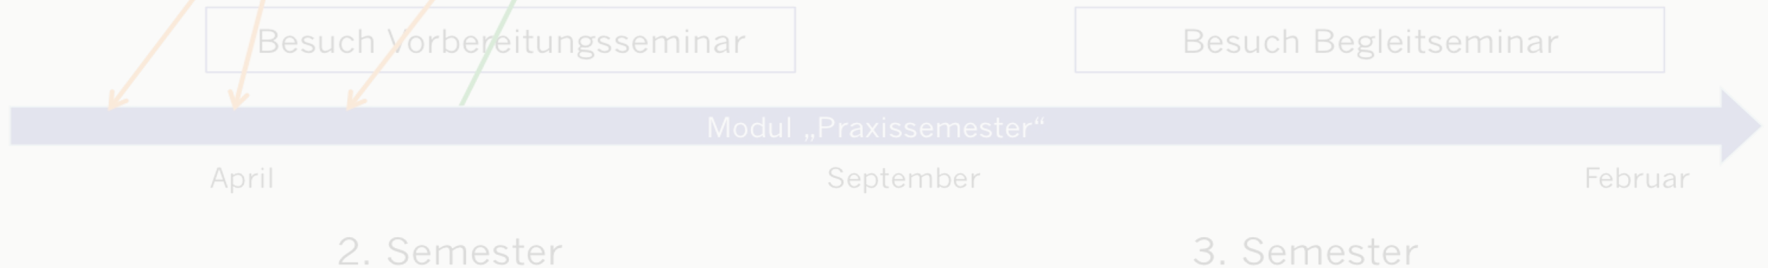 Besuch Vorbereitungsseminar
Besuch Begleitseminar
Modul „Praxissemester“
April
September
Februar
2. Semester
3. Semester